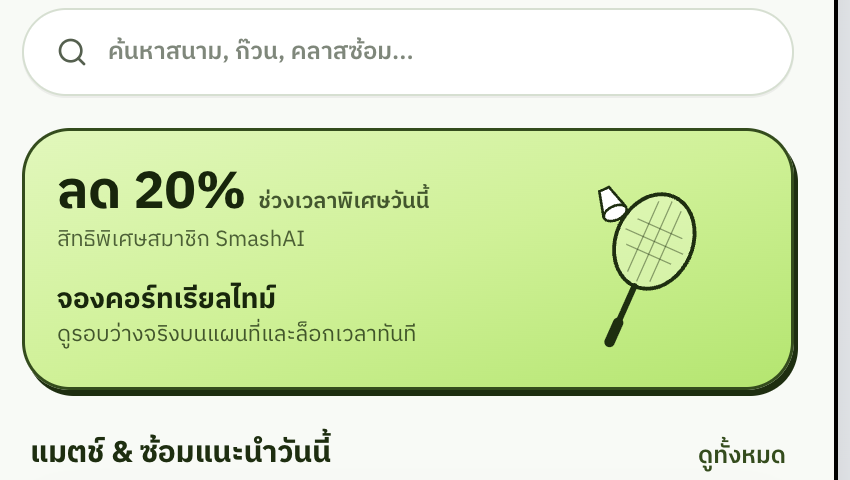 ค้นหาสนาม, ก๊วน, คลาสซ้อม...
ลด 20% ช่วงเวลาพิเศษวันนี้
สิทธิพิเศษสมาชิก SmashAI
จองคอร์ทเรียลไทม์
ดูรอบว่างจริงบนแผนที่และล็อกเวลาทันที
แมตช์ & ซ้อมแนะนำวันนี้ ดูทั้งหมด